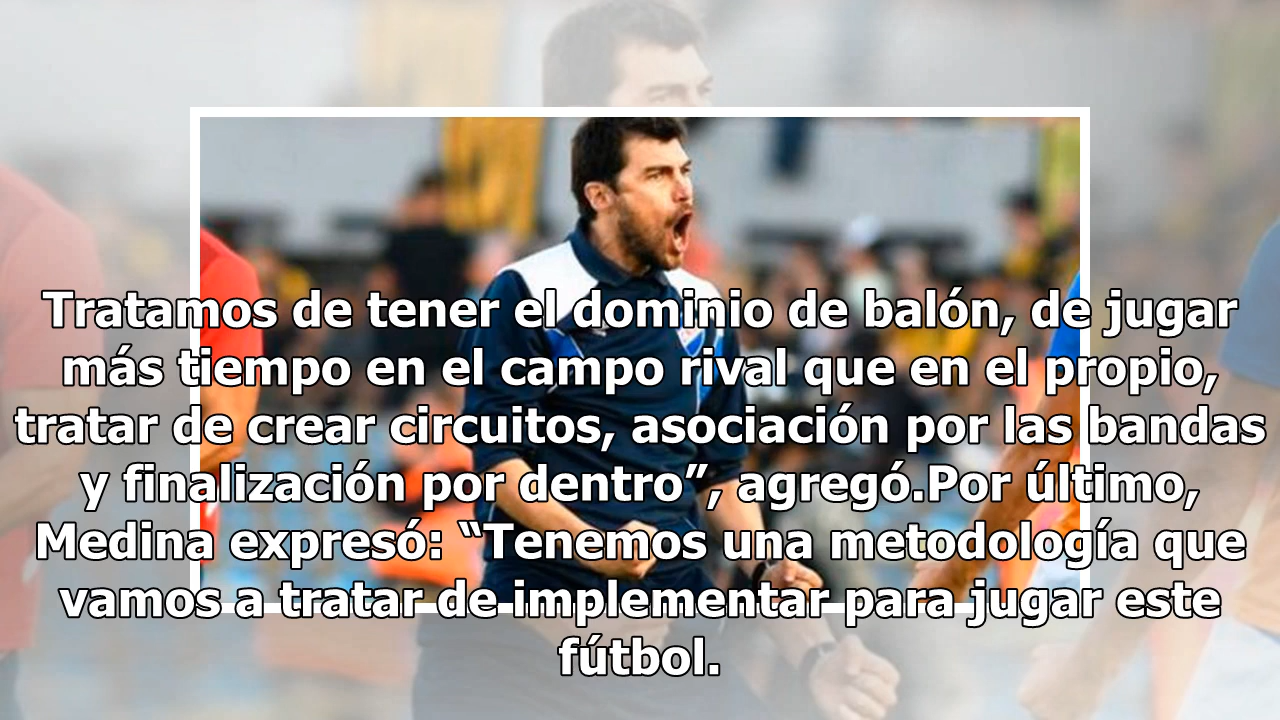 Tratamos de tener el dominio de balón, de jugar
más tiempo en el campo rival que en el propio,
tratar de crear circuitos, asociación por las bandas
y finalización por dentro”, agregó.Por último,
Medina expresó: “Tenemos una metodología que
vamos a tratar de implementar para jugar este
fútbol.